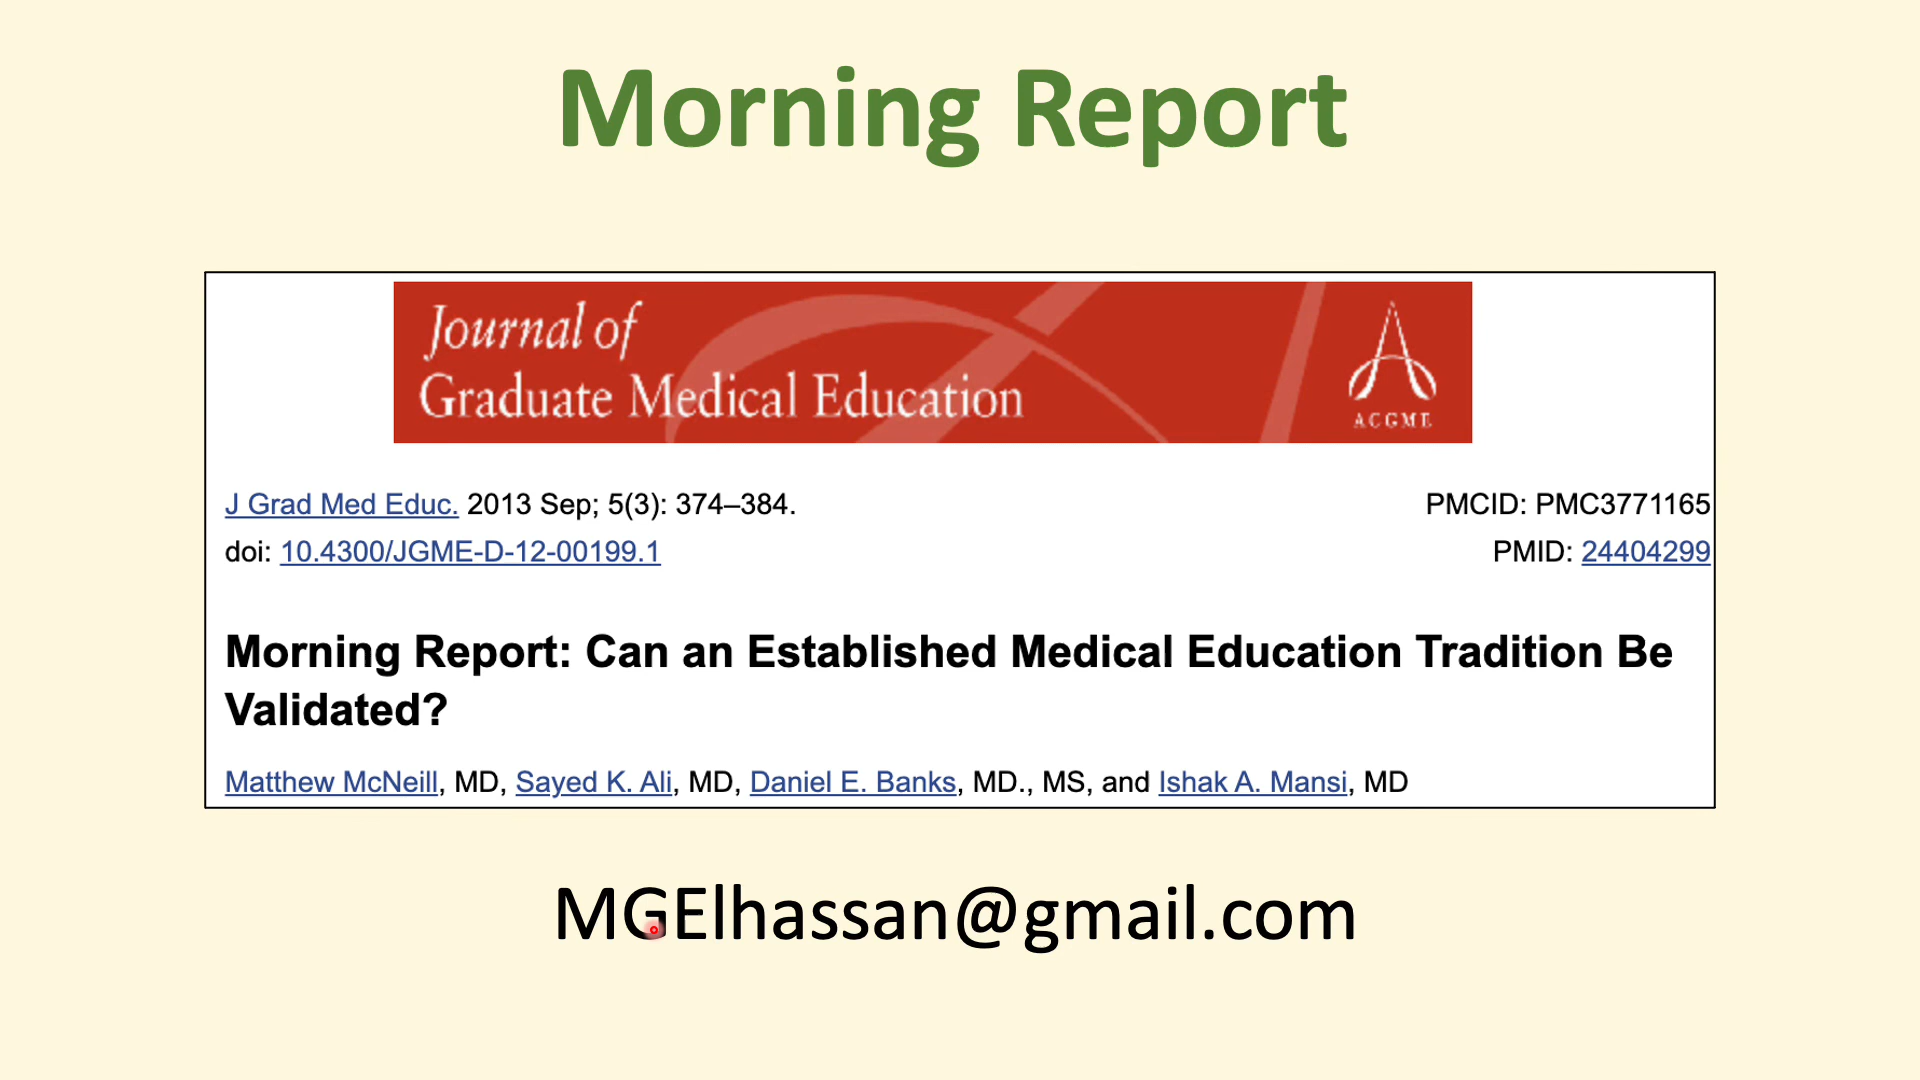 Morning Report
Journal of
Graduate Medical Education
ACGME
J Grad Med Educ. 2013 Sep; 5(3): 374–384.
PMCID: PMC3771165
doi: 10.4300/JGME-D-12-00199.1
PMID: 24404299
Morning Report: Can an Established Medical Education Tradition Be
Validated?
Matthew McNeill, MD, Sayed K. Ali, MD, Daniel E. Banks, MD., MS, and Ishak A. Mansi, MD
MGElhassan@gmail.com